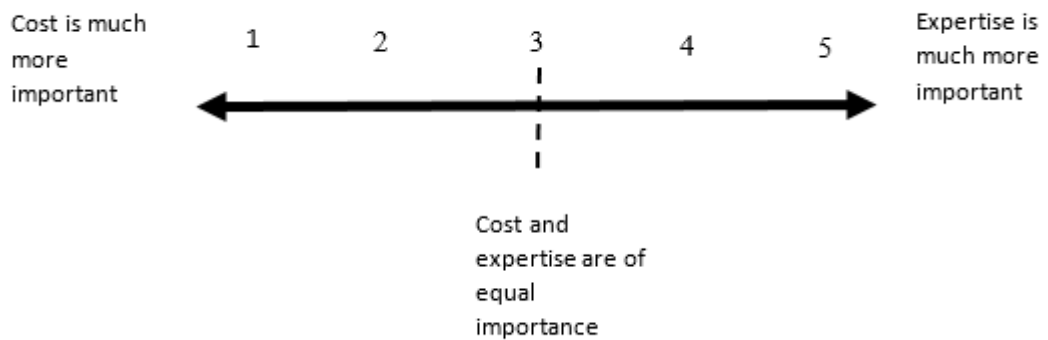 Cost is much
more
important
1 2 3 4 5
Expertise is
much more
important
Cost and
expertise are of
equal
importance